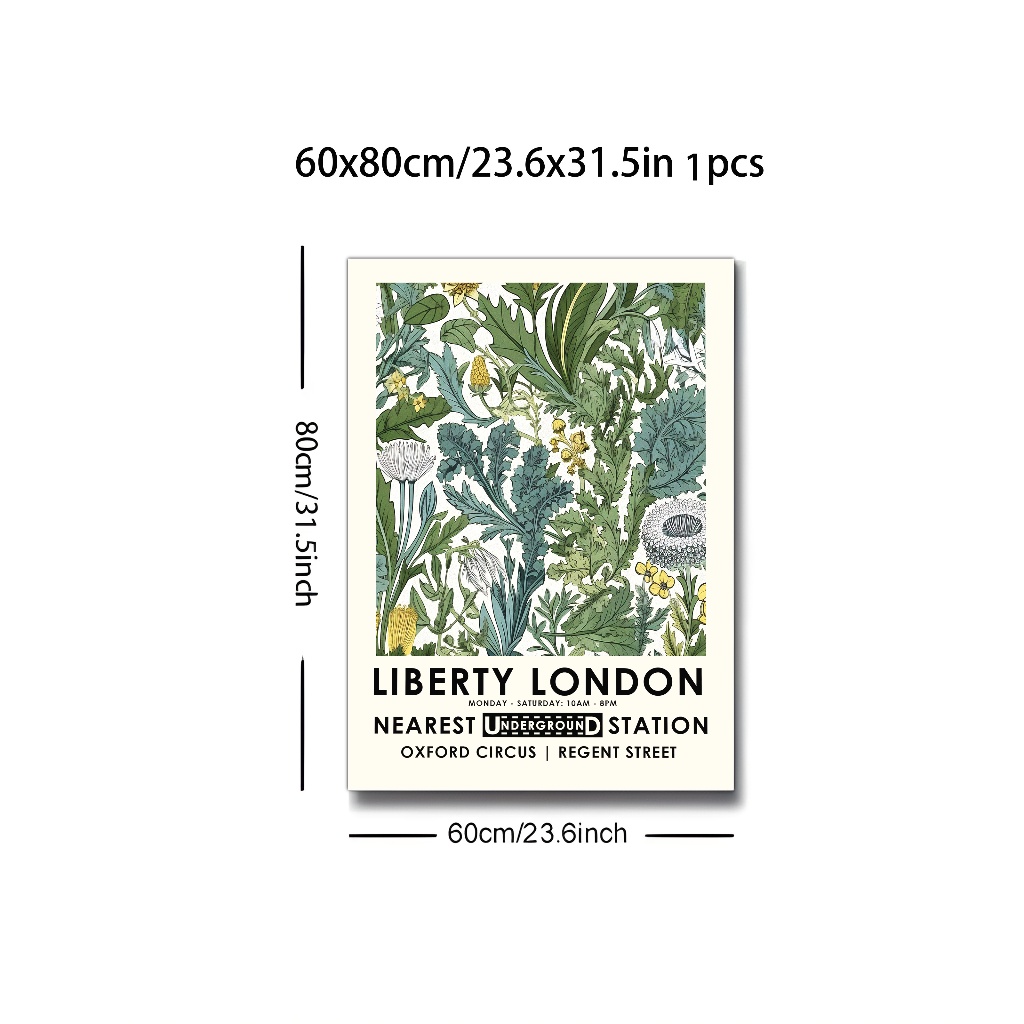 60x80cm/23.6x31.5in 1pcs
80cm/31.5inch
LIBERTY LONDON
MONDAY - SATURDAY: 10AM - 8PM
NEAREST UNDERGROUND STATION
OXFORD CIRCUS | REGENT STREET
60cm/23.6inch